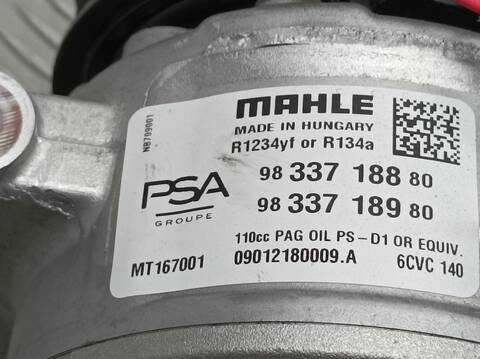 MAHLE
MADE IN HUNGARY
R1234yf or R134a
NB799001
98 337 188 80
98 337 189 80
PSA
GROUPE
110cc PAG OIL PS-D1 OR EQUIV.
MT167001 09012180009.A 6CVC 140